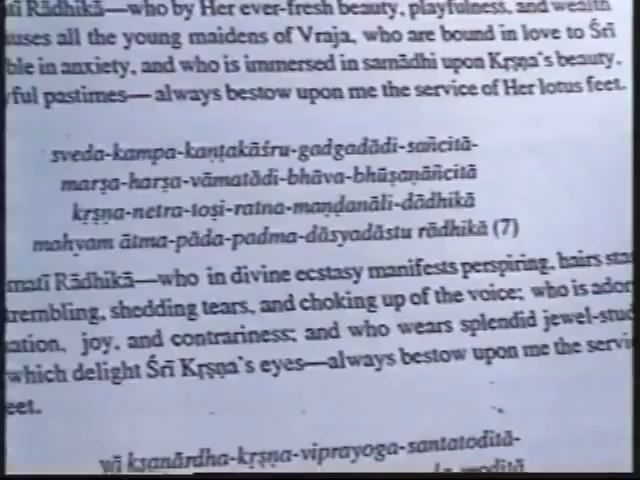 tī Rādhikā—who by Her ever-fresh beauty, playfulness, and wealth
uses all the young maidens of Vraja, who are bound in love to Śrī
ble in anxiety, and who is immersed in samādhi upon Kṛṣṇa's beauty,
yful pastimes—always bestow upon me the service of Her lotus feet.
sveda-kampa-kaṇṭakāśru-gadgadādi-sañcitā-
marṣa-harṣa-vāmatādi-bhāva-bhūṣaṇāñcitā
kṛṣṇa-netra-toṣi-ratna-maṇḍanāli-dādhikā
mahyam ātma-pāda-padma-dāsyadāstu rādhikā (7)
matī Rādhikā—who in divine ecstasy manifests perspiring, hairs sta
trembling, shedding tears, and choking up of the voice; who is ador
ation, joy, and contrariness; and who wears splendid jewel-stud
which delight Śrī Kṛṣṇa's eyes—always bestow upon me the servi
eet.
yā kṣaṇārdha-kṛṣṇa-viprayoga-santatoditā-